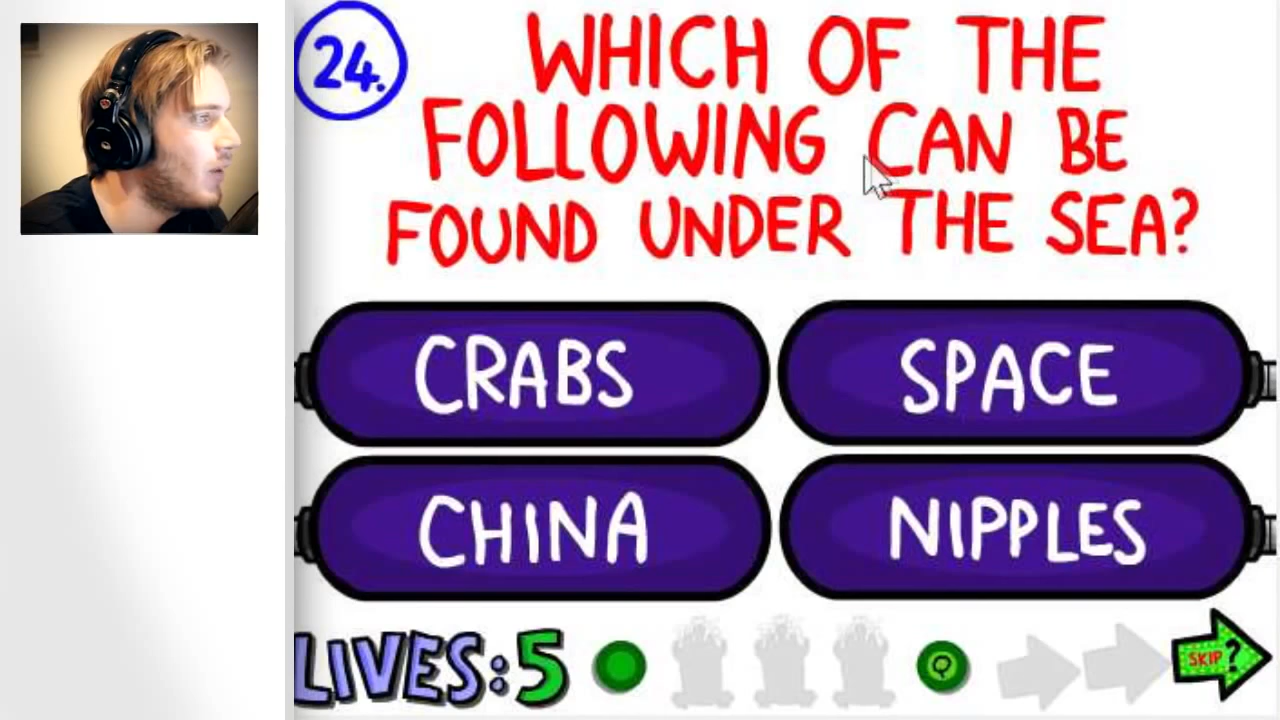 24.
WHICH OF THE
FOLLOWING CAN BE
FOUND UNDER THE SEA?
CRABS
SPACE
CHINA
NIPPLES
LIVES:5
SKIP?